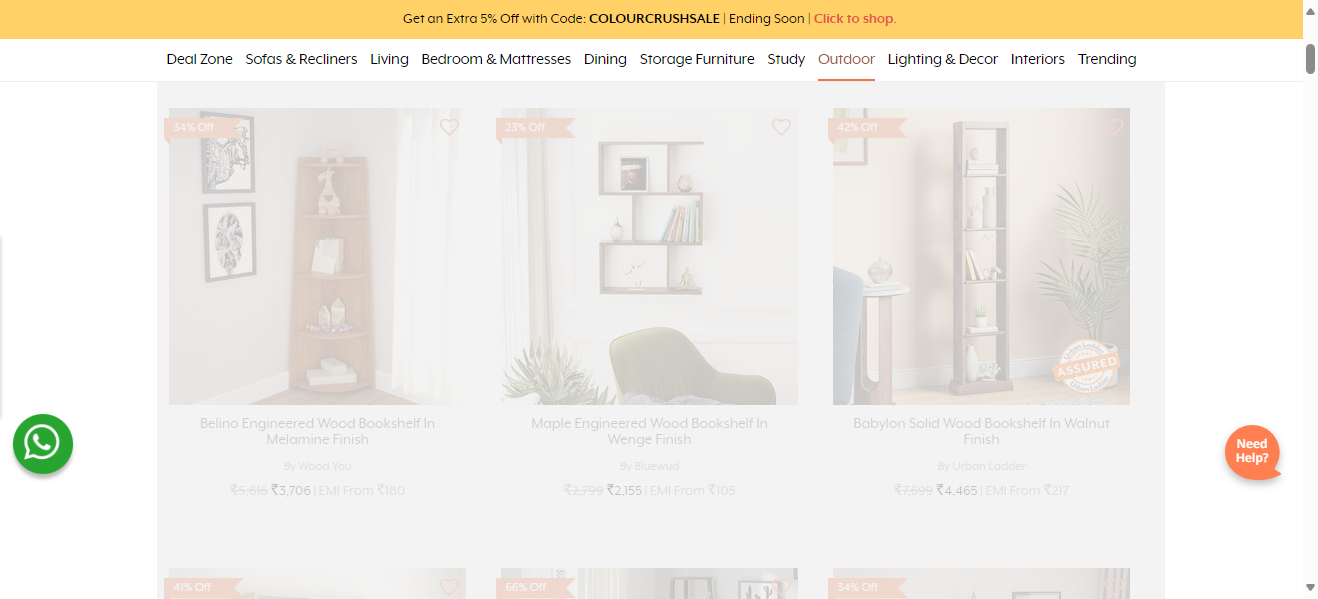 Get an Extra 5% Off with Code: COLOURCRUSHSALE | Ending Soon | Click to shop.
Deal Zone Sofas & Recliners Living Bedroom & Mattresses Dining Storage Furniture Study Outdoor Lighting & Decor Interiors Trending
34% Off
23% Off
42% Off
Urban Ladder
ASSURED
Urban Ladder
Belino Engineered Wood Bookshelf In
Melamine Finish
By Wood You
₹5,616 ₹3,706 | EMI From ₹180
Maple Engineered Wood Bookshelf In
Wenge Finish
By Bluewud
₹2,799 ₹2,155 | EMI From ₹105
Babylon Solid Wood Bookshelf In Walnut
Finish
By Urban Ladder
₹7,699 ₹4,465 | EMI From ₹217
Need
Help?
41% Off
66% Off
34% Off